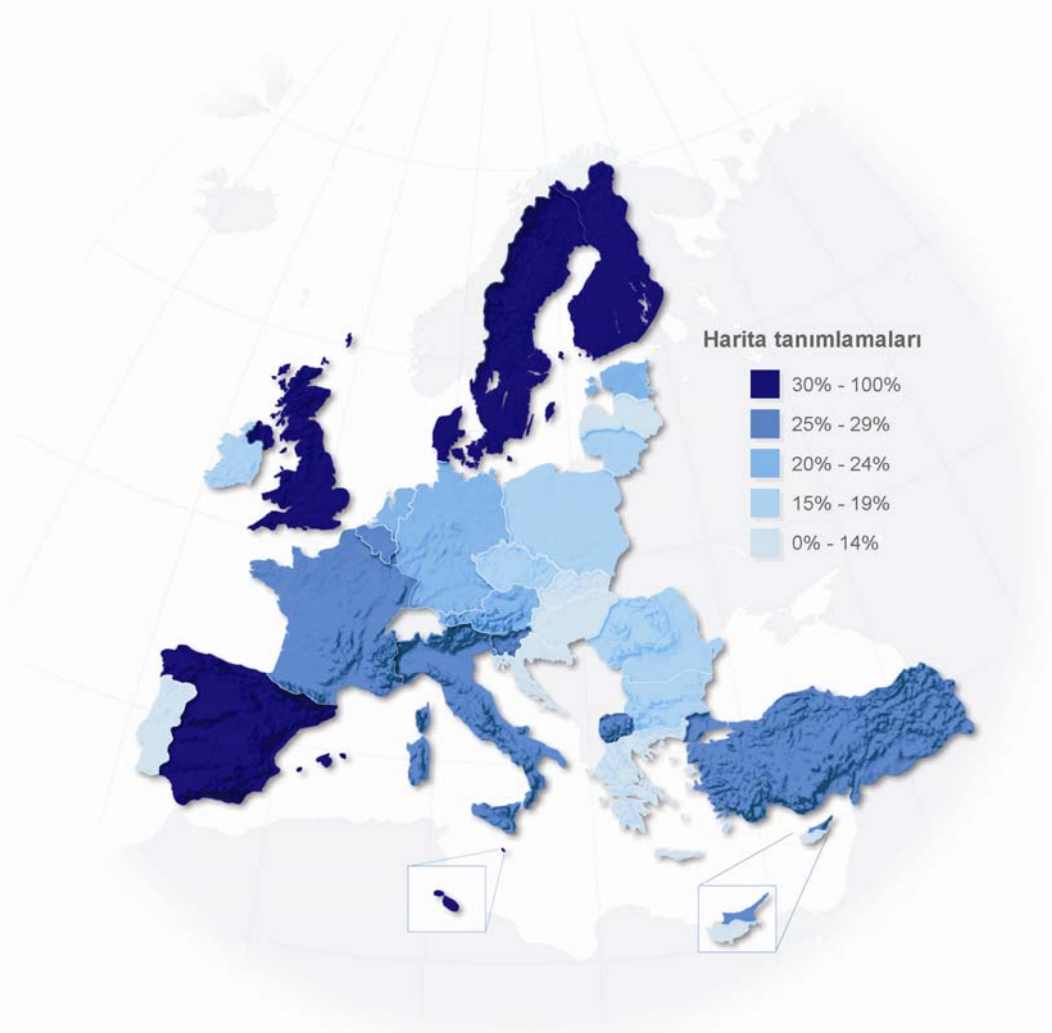 Harita tanımlamaları
30% - 100%
25% - 29%
20% - 24%
15% - 19%
0% - 14%